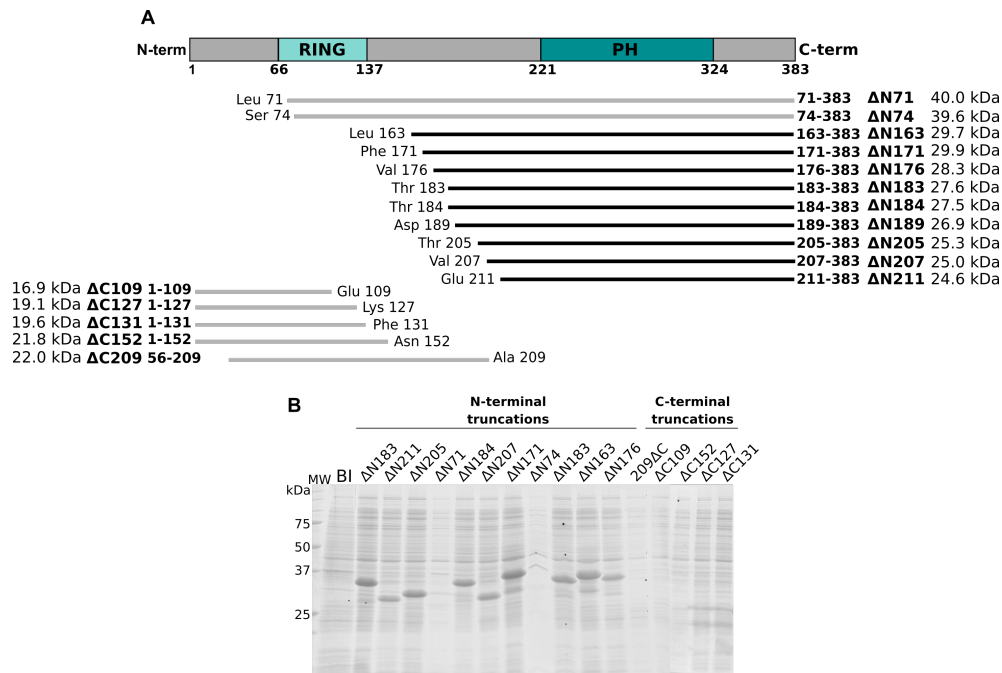 A
N-term RING PH C-term
1 66 137 221 324 383
Leu 71 71-383 ΔN71 40.0 kDa
Ser 74 74-383 ΔN74 39.6 kDa
Leu 163 163-383 ΔN163 29.7 kDa
Phe 171 171-383 ΔN171 29.9 kDa
Val 176 176-383 ΔN176 28.3 kDa
Thr 183 183-383 ΔN183 27.6 kDa
Thr 184 184-383 ΔN184 27.5 kDa
Asp 189 189-383 ΔN189 26.9 kDa
Thr 205 205-383 ΔN205 25.3 kDa
Val 207 207-383 ΔN207 25.0 kDa
Glu 211 211-383 ΔN211 24.6 kDa
16.9 kDa ΔC109 1-109 Glu 109
19.1 kDa ΔC127 1-127 Lys 127
19.6 kDa ΔC131 1-131 Phe 131
21.8 kDa ΔC152 1-152 Asn 152
22.0 kDa ΔC209 56-209 Ala 209
B
N-terminal truncations
C-terminal truncations
MW BI ΔN183 ΔN211 ΔN205 ΔN71 ΔN184 ΔN207 ΔN171 ΔN74 ΔN183 ΔN163 ΔN176 209ΔC ΔC109 ΔC152 ΔC127 ΔC131
kDa
75
50
37
25